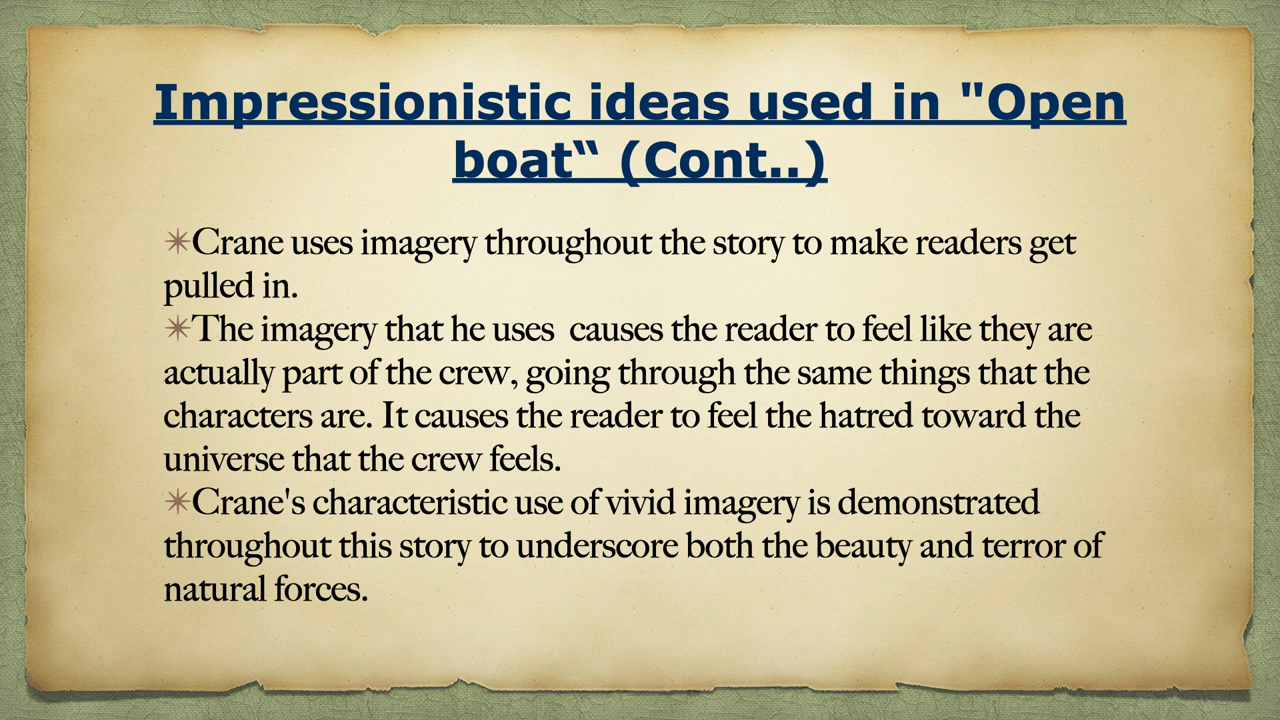 Impressionistic ideas used in "Open
boat“ (Cont..)
✴Crane uses imagery throughout the story to make readers get
pulled in.
✴The imagery that he uses  causes the reader to feel like they are
actually part of the crew, going through the same things that the
characters are. It causes the reader to feel the hatred toward the
universe that the crew feels.
✴Crane's characteristic use of vivid imagery is demonstrated
throughout this story to underscore both the beauty and terror of
natural forces.